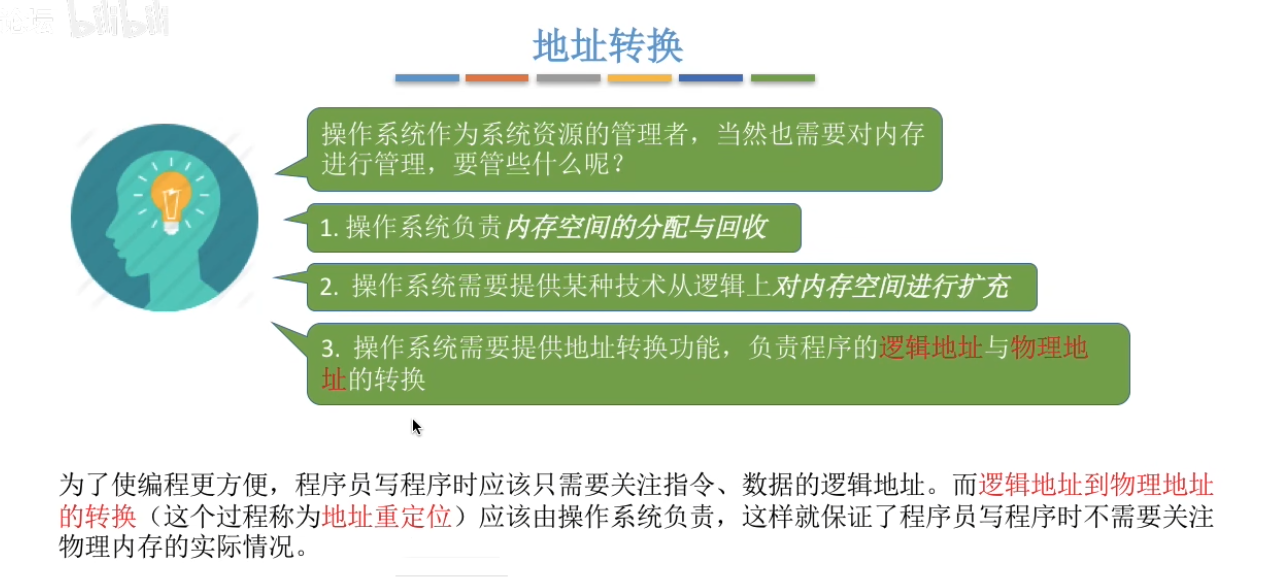 论坛 bilibili
地址转换
操作系统作为系统资源的管理者，当然也需要对内存
进行管理，要管些什么呢？
1. 操作系统负责内存空间的分配与回收
2. 操作系统需要提供某种技术从逻辑上对内存空间进行扩充
3. 操作系统需要提供地址转换功能，负责程序的逻辑地址与物理地
址的转换
为了使编程更方便，程序员写程序时应该只需要关注指令、数据的逻辑地址。而逻辑地址到物理地址
的转换（这个过程称为地址重定位）应该由操作系统负责，这样就保证了程序员写程序时不需要关注
物理内存的实际情况。